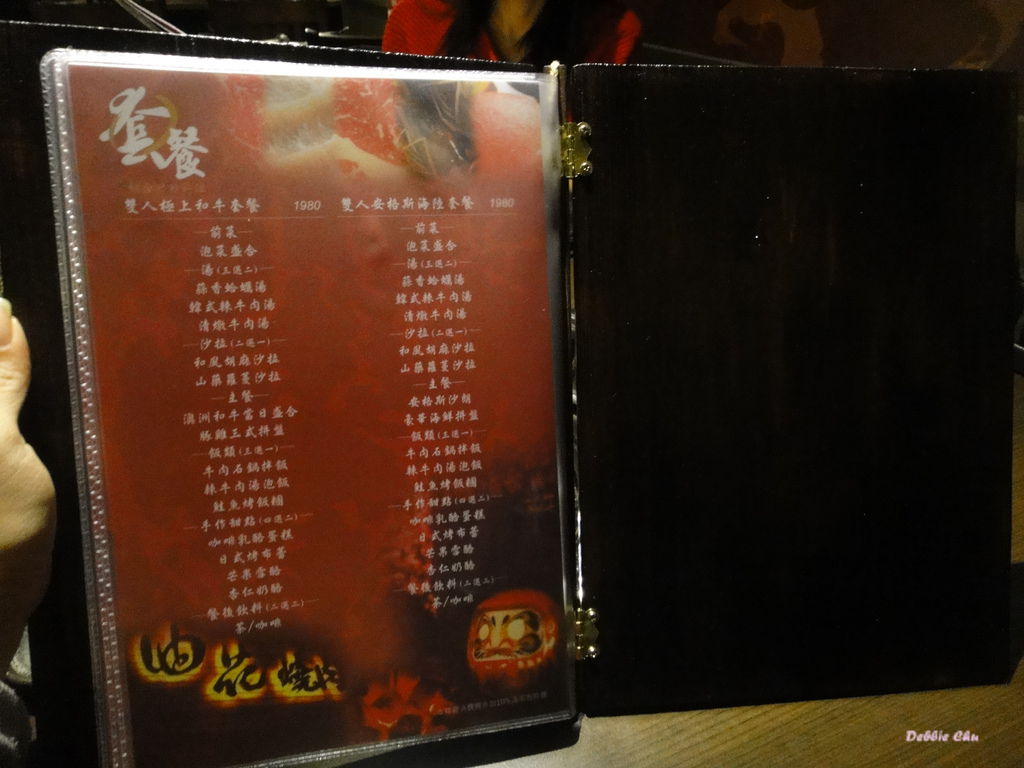 套餐
雙人極上和牛套餐 1980
前菜
泡菜盛合
湯(三選二)
蒜香蛤蠣湯
韓式辣牛肉湯
清燉牛肉湯
沙拉(二選一)
和風胡麻沙拉
山藥蘿蔓沙拉
主餐
澳洲和牛當日盛合
豚雞三式拼盤
飯類(三選一)
牛肉石鍋拌飯
辣牛肉湯泡飯
鮭魚烤飯糰
手作甜點(四選二)
咖啡乳酪蛋糕
日式烤布蕾
芒果雪酪
杏仁奶酪
餐後飲料(二選二)
茶/咖啡
雙人安格斯海陸套餐 1980
前菜
泡菜盛合
湯(三選二)
蒜香蛤蠣湯
韓式辣牛肉湯
清燉牛肉湯
沙拉(二選一)
和風胡麻沙拉
山藥蘿蔓沙拉
主餐
安格斯沙朗
豪華海鮮拼盤
飯類(三選一)
牛肉石鍋拌飯
辣牛肉湯泡飯
鮭魚烤飯糰
手作甜點(四選二)
咖啡乳酪蛋糕
日式烤布蕾
芒果雪酪
杏仁奶酪
餐後飲料(二選二)
茶/咖啡
油花燒肉
Debbie Chu